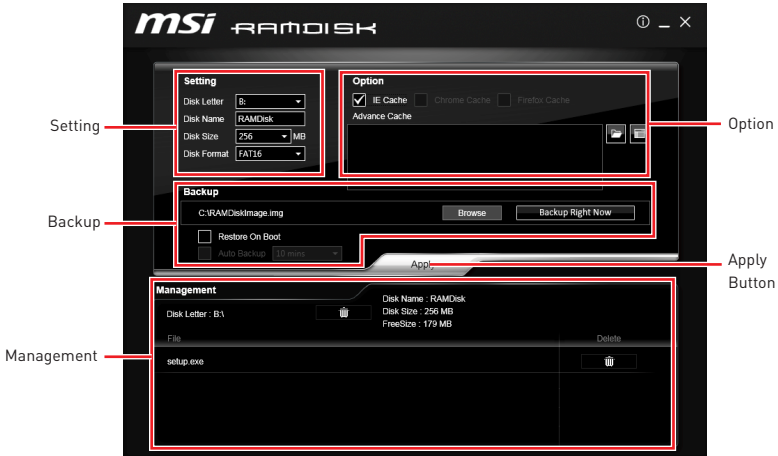 msi RAMDISK
Setting
Disk Letter B:
Disk Name RAMDisk
Disk Size 256 MB
Disk Format FAT16
Option
IE Cache Chrome Cache Firefox Cache
Advance Cache
Setting
Option
Backup
C:\RAMDiskImage.img Browse Backup Right Now
Restore On Boot
Auto Backup 10 mins
Backup
Apply
Apply
Button
Management
Disk Letter : B:\
Disk Name : RAMDisk
Disk Size : 256 MB
FreeSize : 179 MB
File Delete
setup.exe
Management